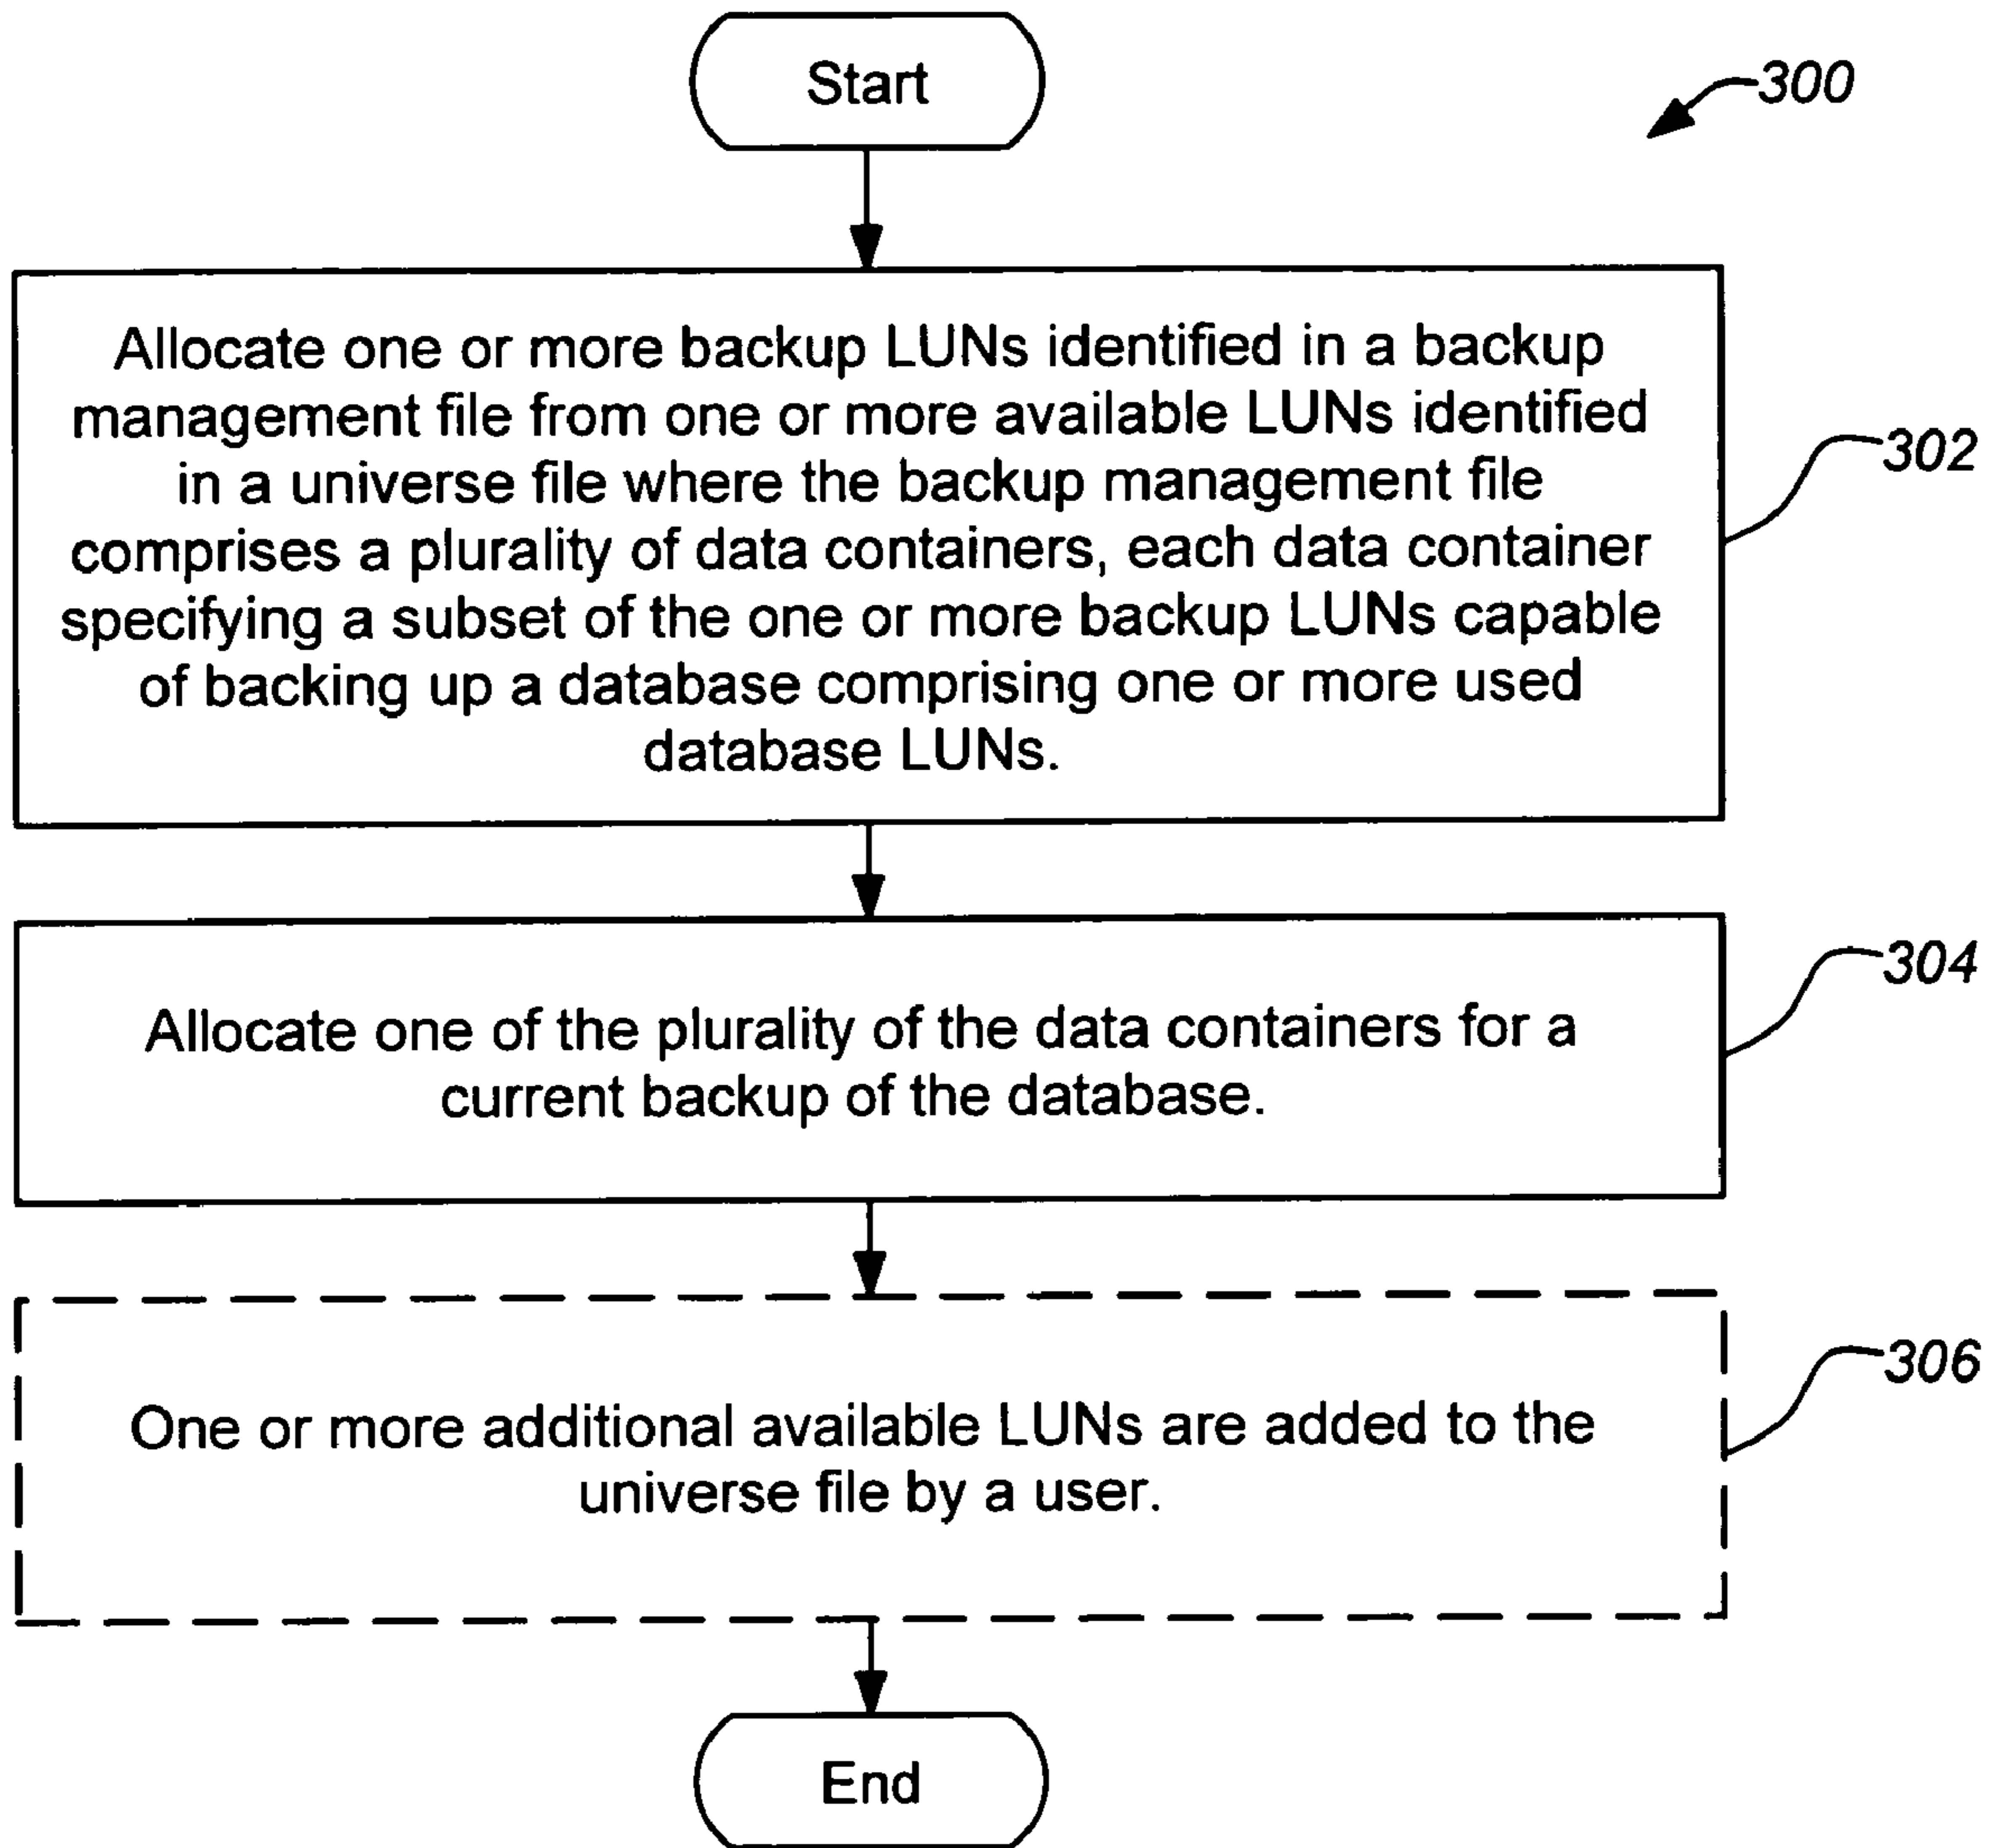 Start
300
Allocate one or more backup LUNs identified in a backup
management file from one or more available LUNs identified
in a universe file where the backup management file
comprises a plurality of data containers, each data container
specifying a subset of the one or more backup LUNs capable
of backing up a database comprising one or more used
database LUNs.
302
Allocate one of the plurality of the data containers for a
current backup of the database.
304
One or more additional available LUNs are added to the
universe file by a user.
306
End